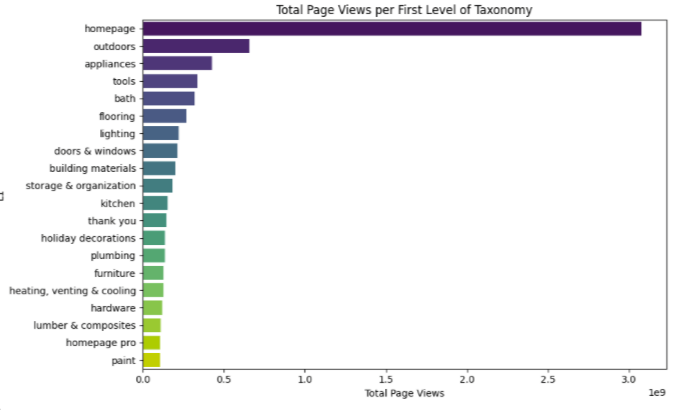 Total Page Views per First Level of Taxonomy
homepage
outdoors
appliances
tools
bath
flooring
lighting
doors & windows
building materials
storage & organization
kitchen
thank you
holiday decorations
plumbing
furniture
heating, venting & cooling
hardware
lumber & composites
homepage pro
paint
0.0 0.5 1.0 1.5 2.0 2.5 3.0
1e9
Total Page Views